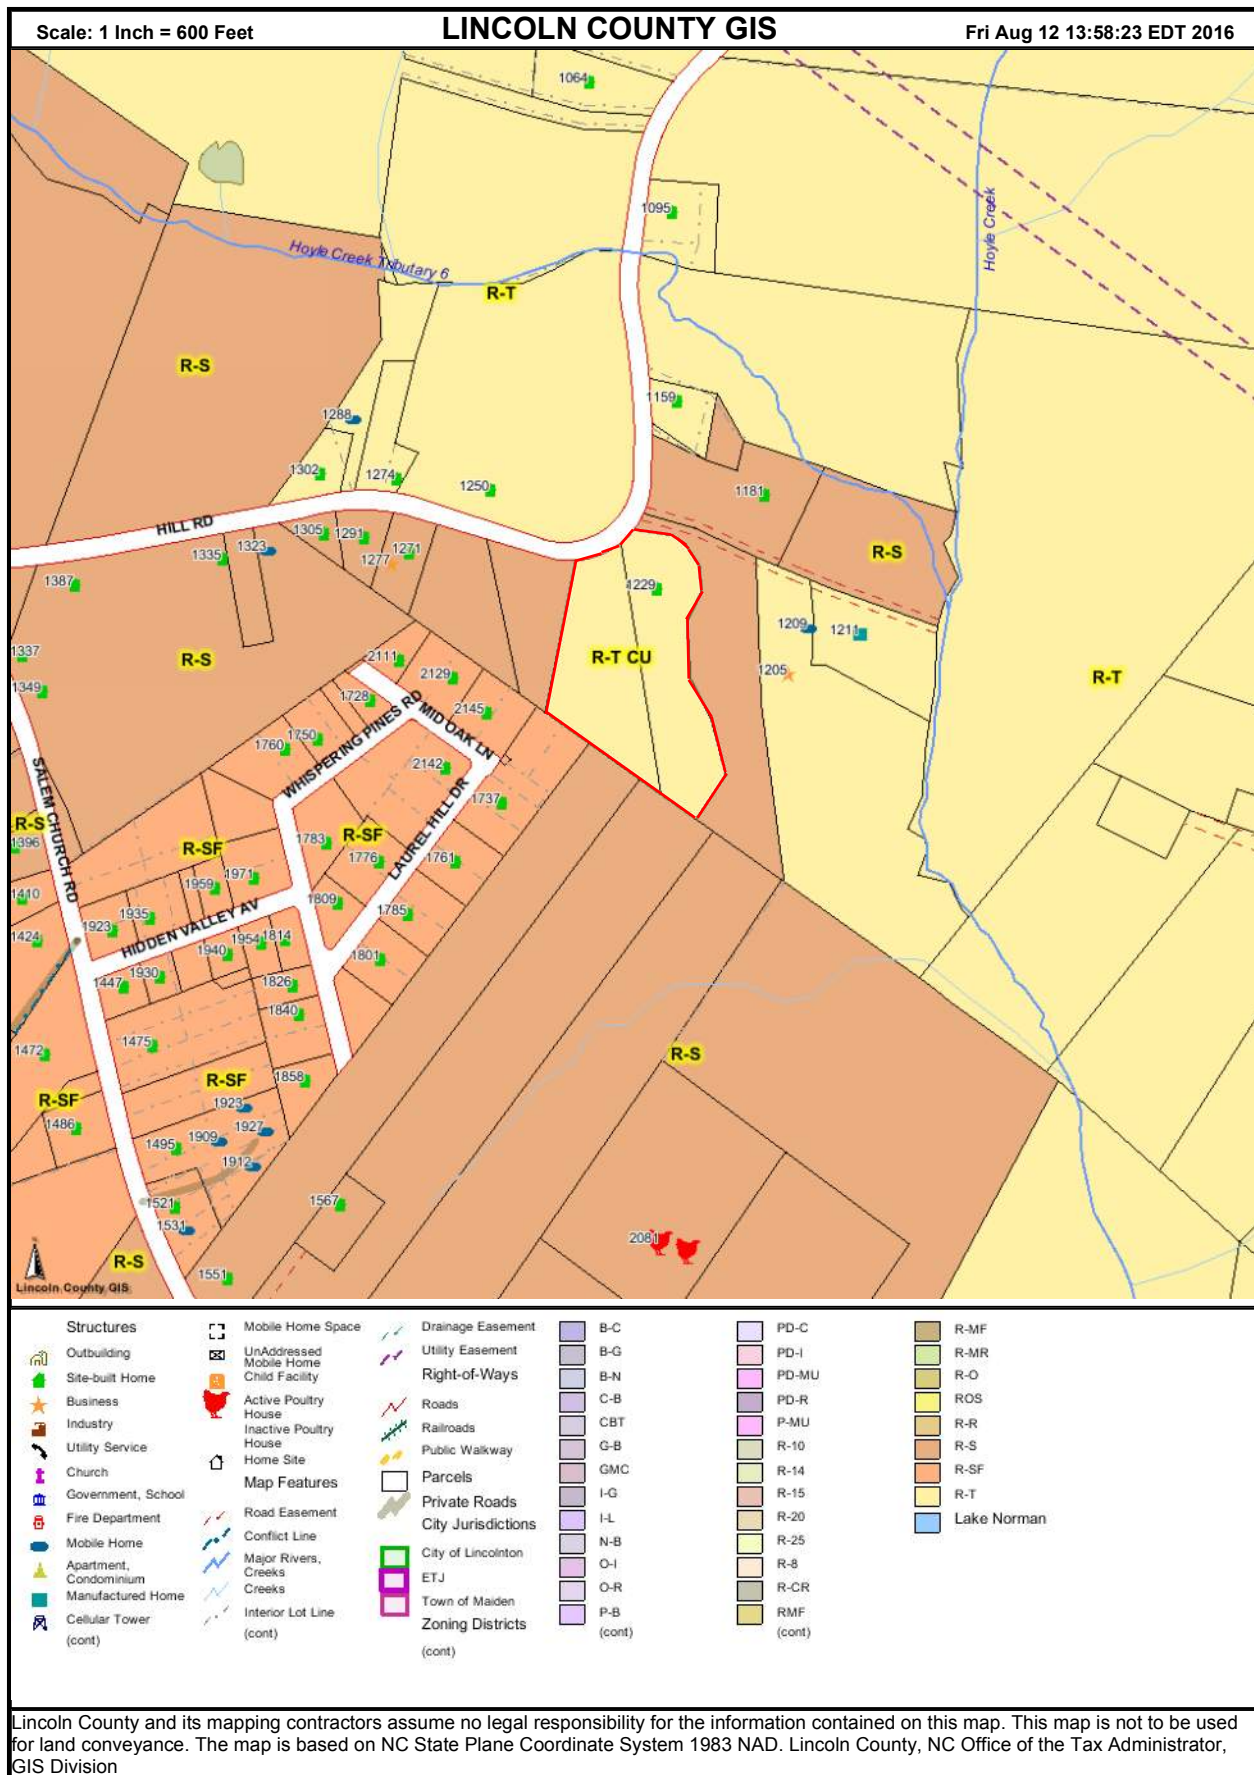 Scale: 1 Inch = 600 Feet
LINCOLN COUNTY GIS
Fri Aug 12 13:58:23 EDT 2016
1064
1095
Hoyle Creek
Hoyle Creek Tributary 6
R-T
R-S
1159
1288
1302
1274
1250
1181
HILL RD
1305
1291
1335
1323
1277
1271
R-S
1387
1229
1209
1211
1337
R-S
2111
R-T CU
1205
R-T
1349
2129
1728
2145
WHISPERING PINES RD
MID OAK LN
1760
1750
2142
SALEM CHURCH RD
LAUREL HILL DR
1737
R-S
1396
R-SF
1783
R-SF
1776
1761
1971
1959
1410
1809
1785
1923
1935
HIDDEN VALLEY AV
1424
1940
1954
1814
1801
1447
1930
1826
1840
1475
1472
R-S
R-SF
1858
R-SF
1923
1486
1927
1495
1909
1912
1521
1567
1531
2081
R-S
1551
Lincoln County GIS
Structures
Outbuilding
Site-built Home
Business
Industry
Utility Service
Church
Government, School
Fire Department
Mobile Home
Apartment,
Condominium
Manufactured Home
Cellular Tower
(cont)
Mobile Home Space
UnAddressed
Mobile Home
Child Facility
Active Poultry
House
Inactive Poultry
House
Home Site
Map Features
Road Easement
Conflict Line
Major Rivers,
Creeks
Creeks
Interior Lot Line
(cont)
Drainage Easement
Utility Easement
Right-of-Ways
Roads
Railroads
Public Walkway
Parcels
Private Roads
City Jurisdictions
City of Lincolnton
ETJ
Town of Maiden
Zoning Districts
(cont)
B-C
B-G
B-N
C-B
CBT
G-B
GMC
I-G
I-L
N-B
O-I
O-R
P-B
(cont)
PD-C
PD-I
PD-MU
PD-R
P-MU
R-10
R-14
R-15
R-20
R-25
R-8
R-CR
RMF
(cont)
R-MF
R-MR
R-O
ROS
R-R
R-S
R-SF
R-T
Lake Norman
Lincoln County and its mapping contractors assume no legal responsibility for the information contained on this map. This map is not to be used
for land conveyance. The map is based on NC State Plane Coordinate System 1983 NAD. Lincoln County, NC Office of the Tax Administrator,
GIS Division